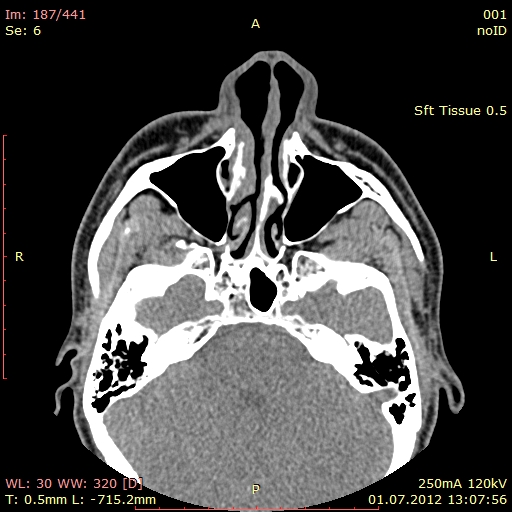 Im: 187/441
Se: 6
A
001
noID
Sft Tissue 0.5
R
L
WL: 30 WW: 320 [D]
T: 0.5mm L: -715.2mm
P
250mA 120kV
01.07.2012 13:07:56